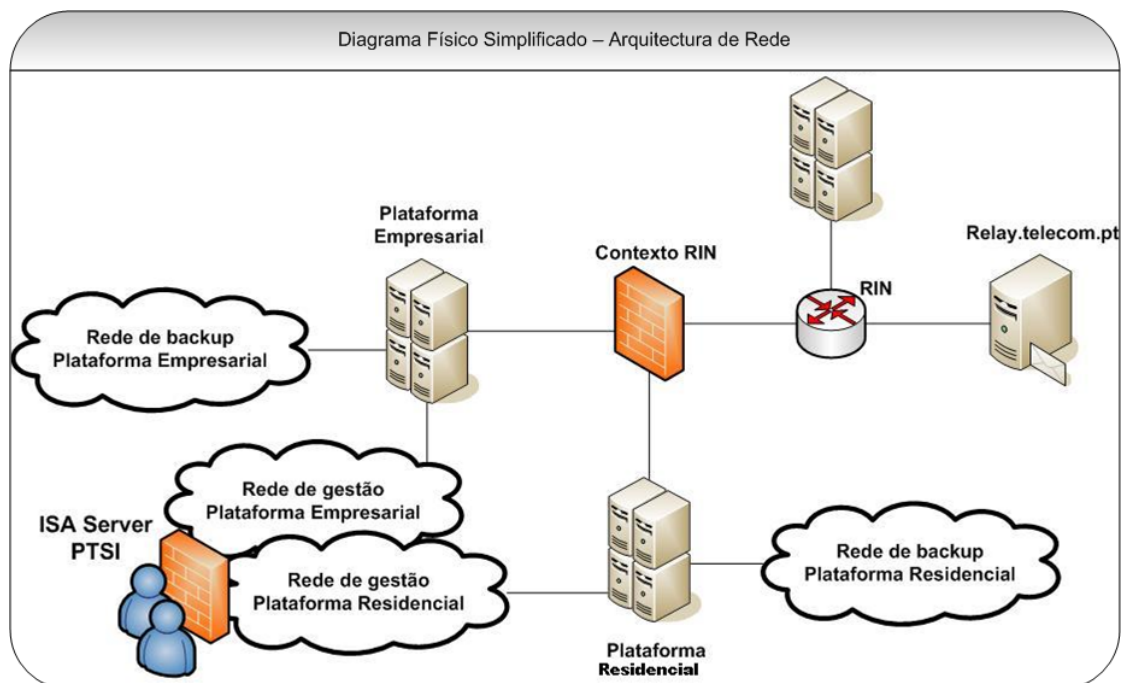 Diagrama Físico Simplificado – Arquitectura de Rede
Plataforma
Empresarial
Contexto RIN
RIN
Relay.telecom.pt
Rede de backup
Plataforma Empresarial
Rede de gestão
Plataforma Empresarial
ISA Server
PTSI
Rede de gestão
Plataforma Residencial
Rede de backup
Plataforma Residencial
Plataforma
Residencial